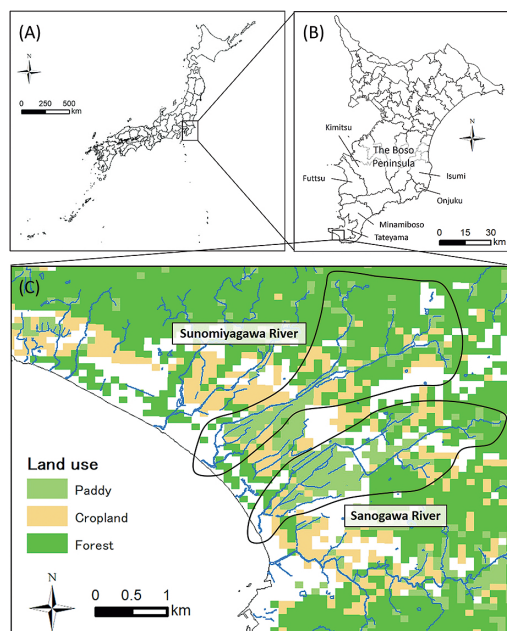 (A)
N
0 250 500
km
(B)
N
Kimitsu
The Boso
Peninsula
Futtsu
Isumi
Onjuku
Minamiboso
Tateyama
0 15 30
km
(C)
Sunomiyagawa River
Land use
Paddy
Cropland
Forest
Sanogawa River
N
0 0.5 1
km